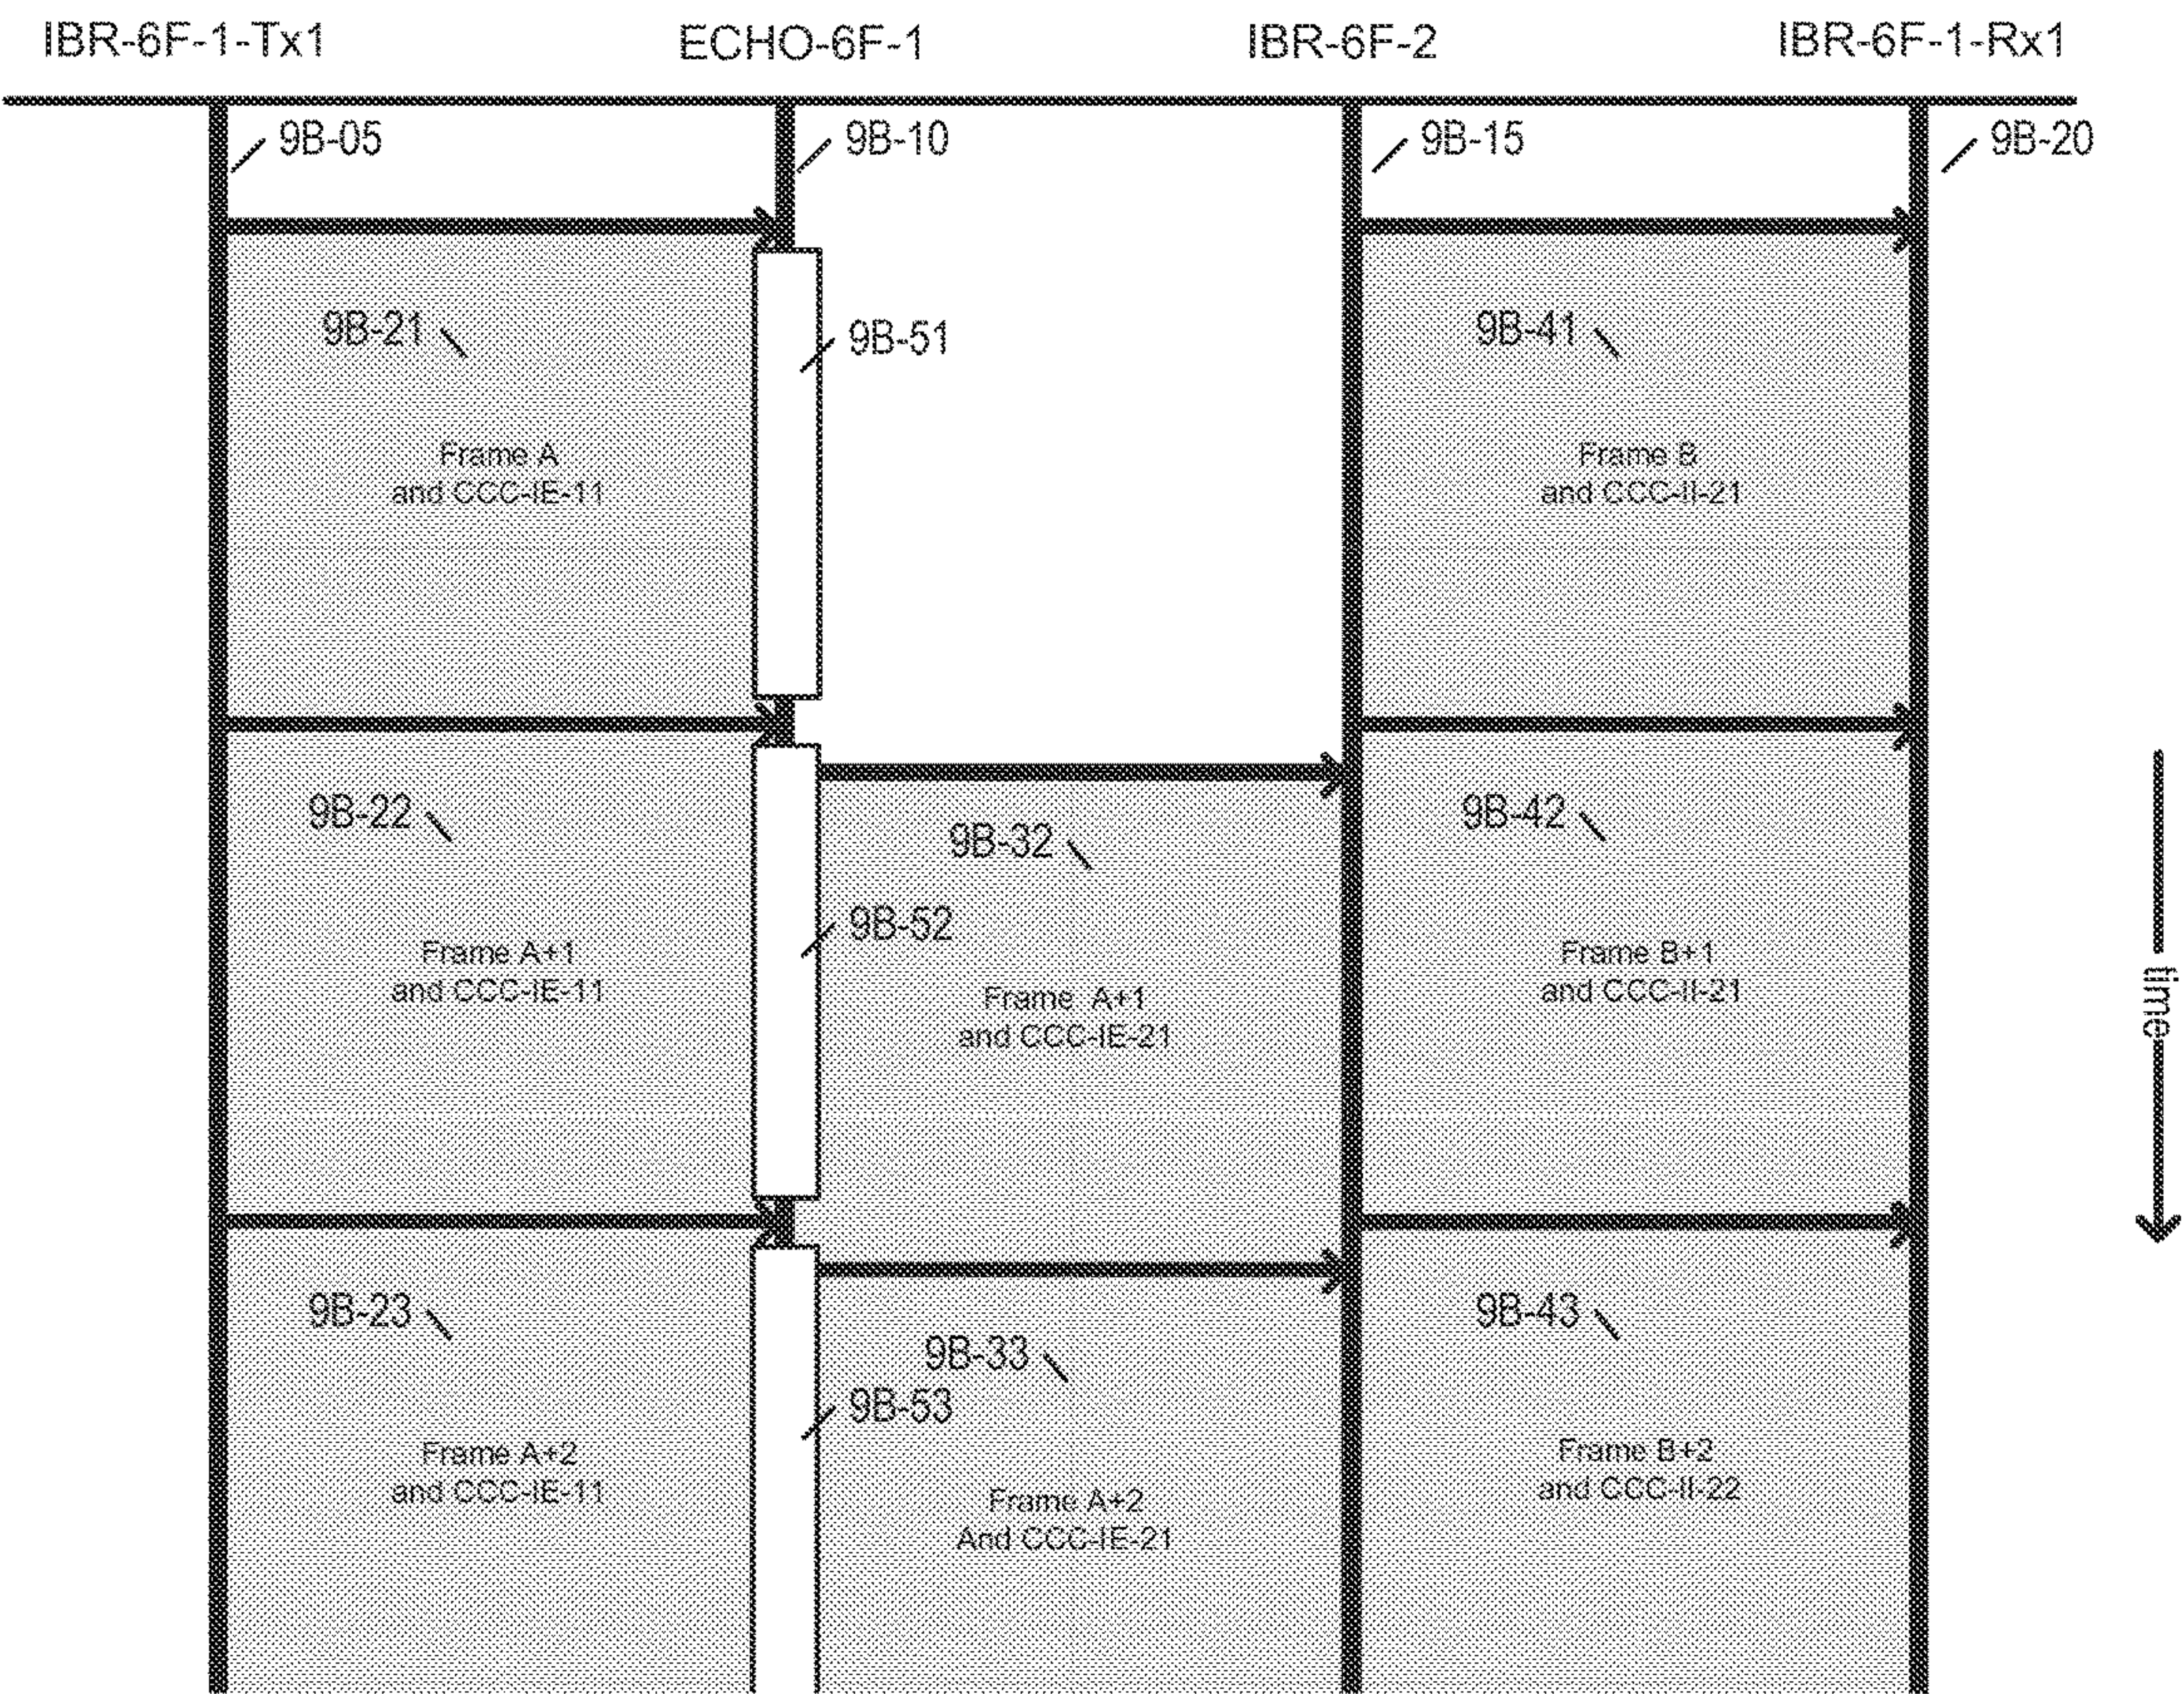 IBR-6F-1-Tx1
ECHO-6F-1
IBR-6F-2
IBR-6F-1-Rx1
9B-05
9B-10
9B-15
9B-20
9B-21
9B-51
9B-41
Frame A
and CCC-IE-11
Frame B
and CCC-II-21
9B-22
9B-32
9B-42
9B-52
Frame A+1
and CCC-IE-11
Frame A+1
and CCC-IE-21
Frame B+1
and CCC-II-21
time
9B-23
9B-33
9B-43
9B-53
Frame A+2
and CCC-IE-11
Frame A+2
And CCC-IE-21
Frame B+2
and CCC-II-22